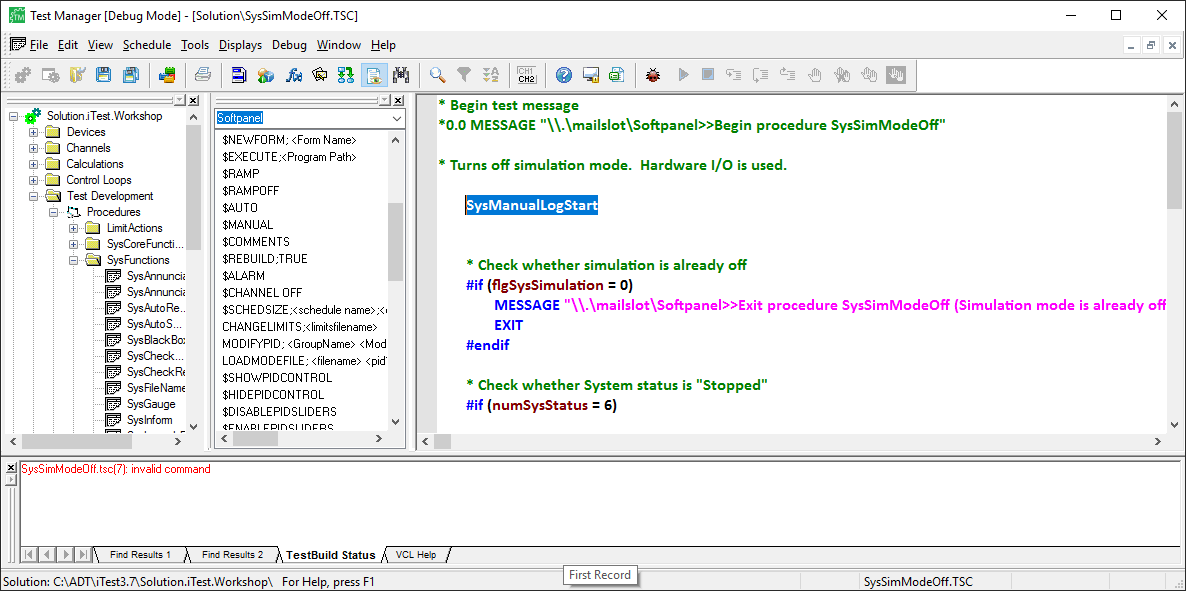 Test Manager [Debug Mode] - [Solution\SysSimModeOff.TSC]
File Edit View Schedule Tools Displays Debug Window Help
CH1
CH2
Solution.iTest.Workshop
Devices
Channels
Calculations
Control Loops
Test Development
Procedures
LimitActions
SysCoreFuncti...
SysFunctions
SysAnnuncia
SysAnnuncia
SysAutoRe...
SysAutoS...
SysBlackBo
SysCheck...
SysCheckRe
SysFileName
SysGauge
SysInform
Softpanel
$NEWFORM; <Form Name>
$EXECUTE;<Program Path>
$RAMP
$RAMPOFF
$AUTO
$MANUAL
$COMMENTS
$REBUILD;TRUE
$ALARM
$CHANNEL OFF
$SCHEDSIZE;<schedule name>;<
CHANGELIMITS;<limitsfilename>
MODIFYPID; <GroupName> <Mod
LOADMODEFILE; <filename> <pid
$SHOWPIDCONTROL
$HIDEPIDCONTROL
$DISABLEPIDSLIDERS
$ENABLEPIDSLIDERS
* Begin test message
*0.0 MESSAGE "\\.\mailslot\Softpanel>>Begin procedure SysSimModeOff"
* Turns off simulation mode.  Hardware I/O is used.
SysManualLogStart
* Check whether simulation is already off
#if (flgSysSimulation = 0)
MESSAGE "\\.\mailslot\Softpanel>>Exit procedure SysSimModeOff (Simulation mode is already off
EXIT
#endif
* Check whether System status is "Stopped"
#if (numSysStatus = 6)
SysSimModeOff.tsc(7): invalid command
Find Results 1 Find Results 2 TestBuild Status VCL Help
Solution: C:\ADT\iTest3.7\Solution.iTest.Workshop\ For Help, press F1
First Record
SysSimModeOff.TSC